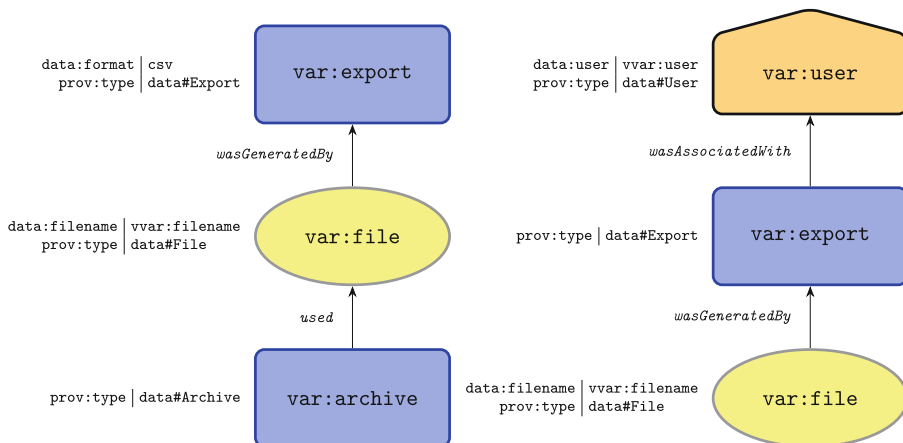 data:format | csv
prov:type | data#Export
var:export
wasGeneratedBy
data:filename | vvar:filename
prov:type | data#File
var:file
used
prov:type | data#Archive
var:archive
data:user | vvar:user
prov:type | data#User
var:user
wasAssociatedWith
prov:type | data#Export
var:export
wasGeneratedBy
data:filename | vvar:filename
prov:type | data#File
var:file